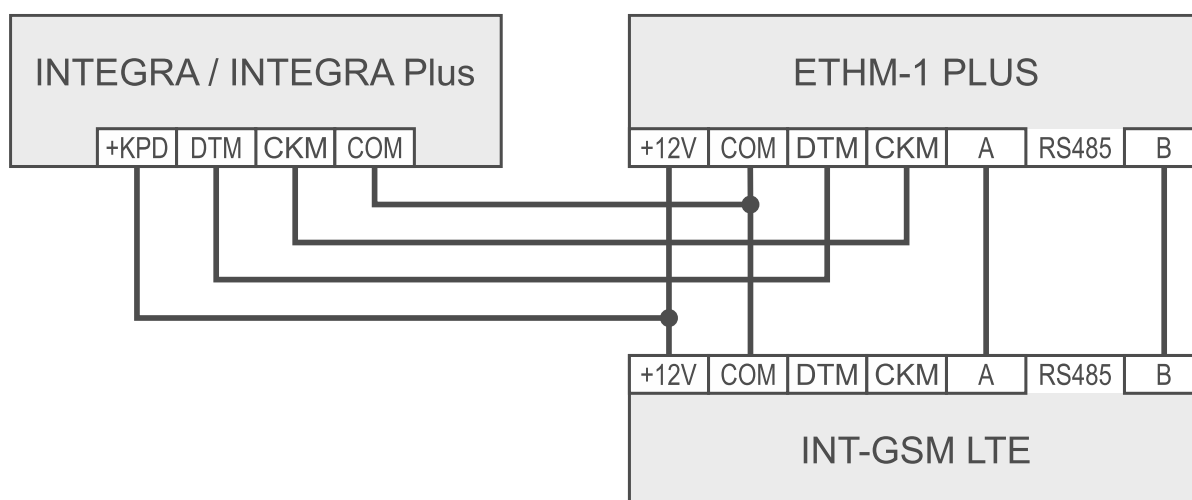 INTEGRA / INTEGRA Plus
+KPD DTM CKM COM
ETHM-1 PLUS
+12V COM DTM CKM A RS485 B
+12V COM DTM CKM A RS485 B
INT-GSM LTE